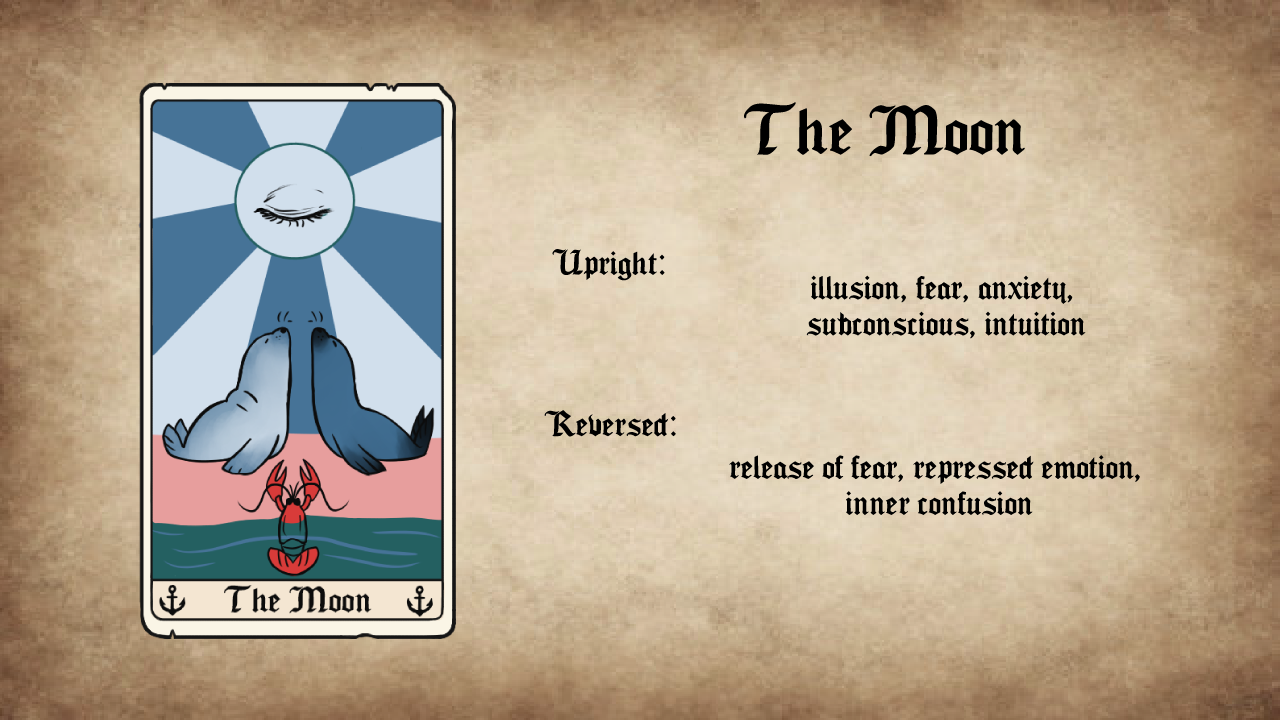 The Moon
Upright:
illusion, fear, anxiety,
subconscious, intuition
Reversed:
release of fear, repressed emotion,
inner confusion
The Moon